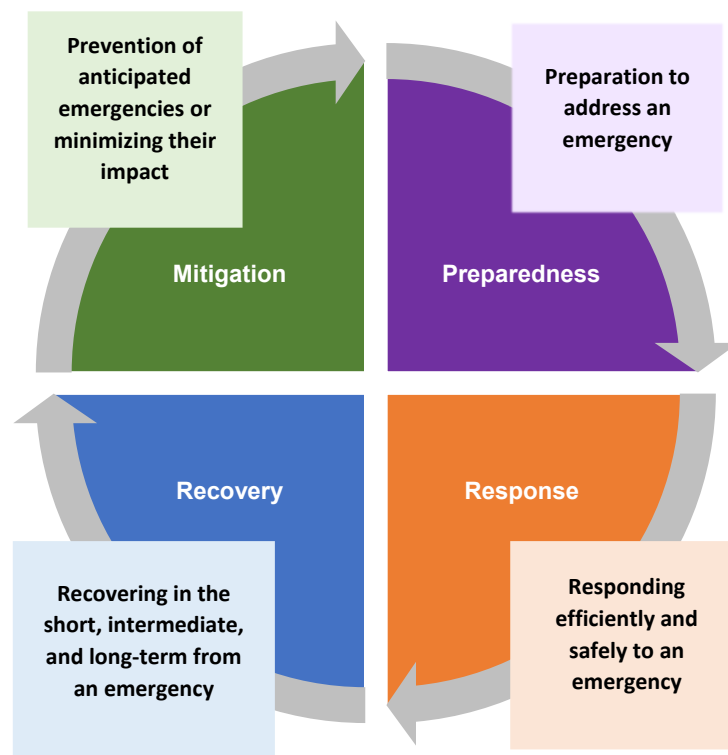 Prevention of
anticipated
emergencies or
minimizing their
impact
Mitigation
Preparation to
address an
emergency
Preparedness
Recovery
Recovering in the
short, intermediate,
and long-term from
an emergency
Response
Responding
efficiently and
safely to an
emergency